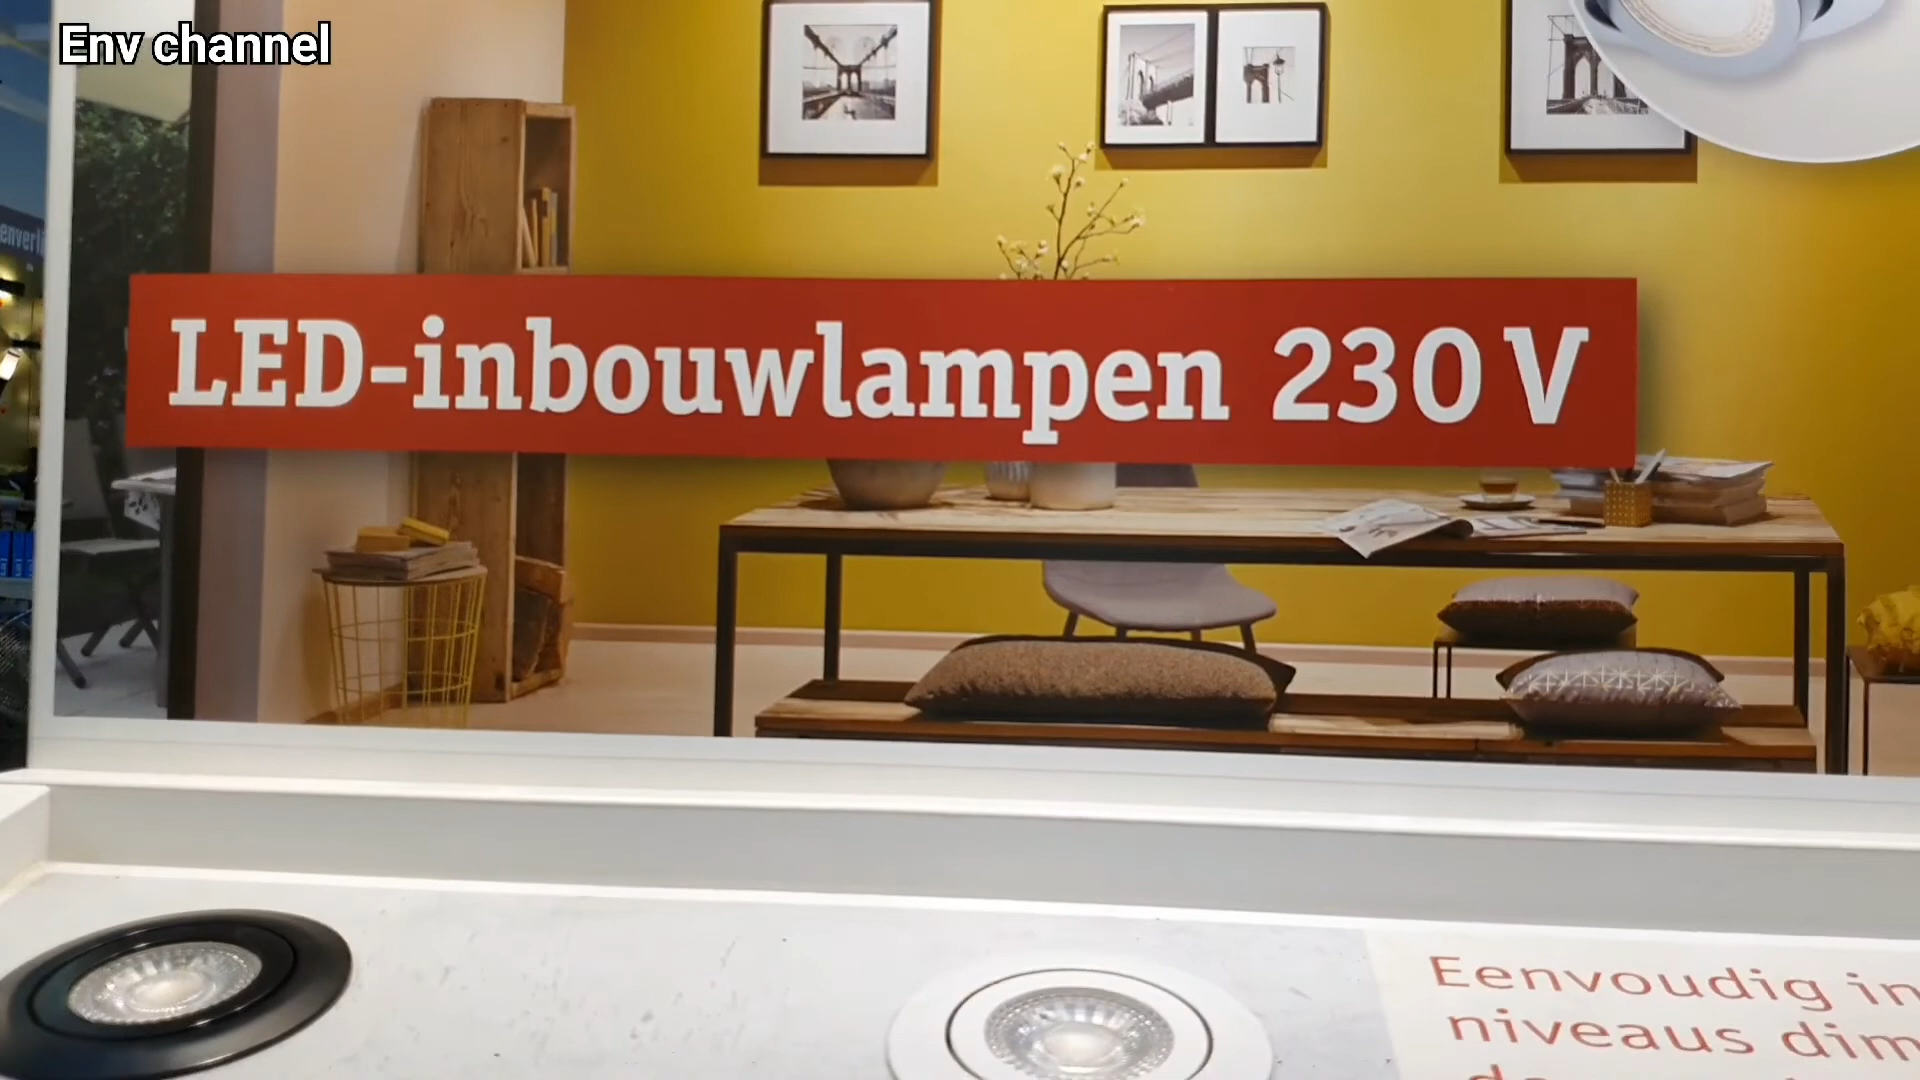 Env channel
LED-inbouwlampen 230 V
Eenvoudig in
niveaus dim